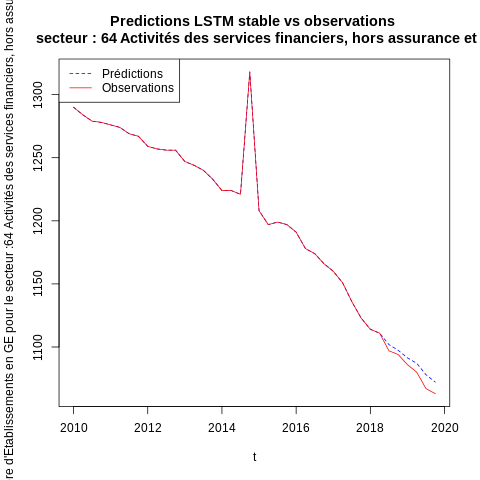 Predictions LSTM stable vs observations
secteur : 64 Activités des services financiers, hors assurance et
re d'Etablissements en GE pour le secteur :64 Activités des services financiers, hors assu
Prédictions
Observations
1300
1250
1200
1150
1100
2010 2012 2014 2016 2018 2020
t